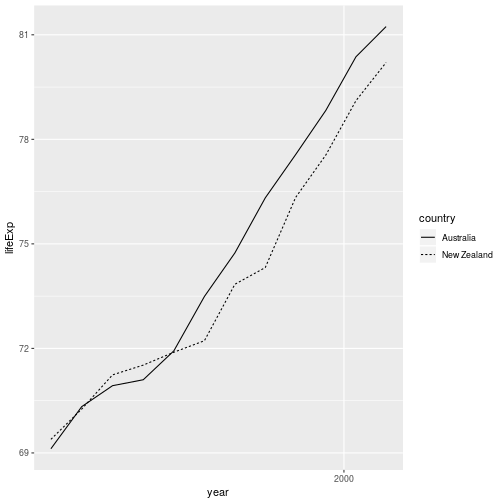 81
78
75
72
69
lifeExp
2000
year
country
Australia
New Zealand